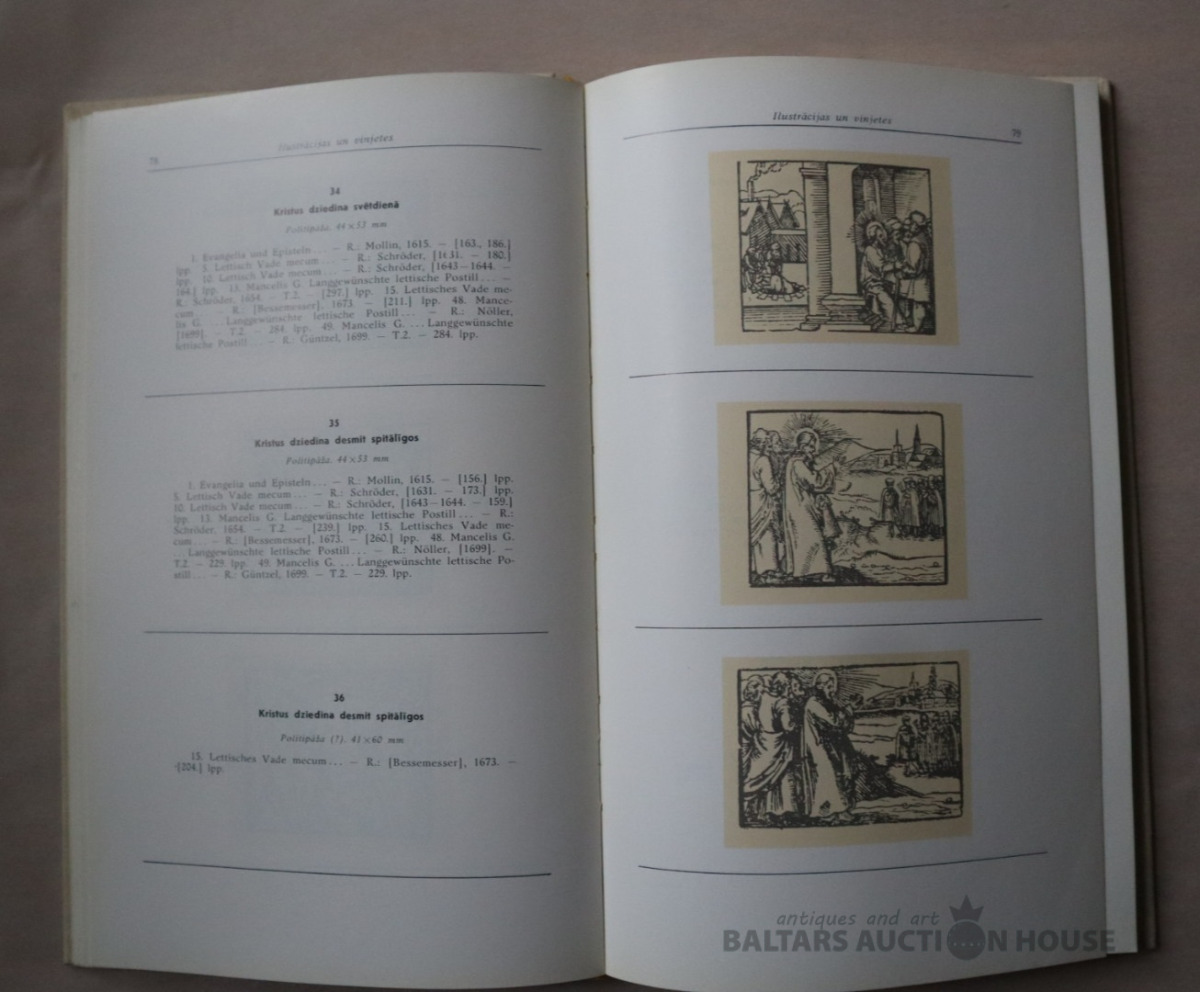 78
Ilustrācijas un vinjetes
34
Kristus dziedina svētdienā
Politipāža. 44×53 mm
1. Evangelia und Episteln... — R.: Mollin, 1615. — [163., 186.]
lpp. 5. Lettisch Vade mecum... — R.: Schröder, [1631. — 180.]
lpp. 10. Lettisch Vade mecum... — R.: Schröder, [1643—1644. —
164.] lpp. 13. Mancelis G. Langgewünschte lettische Postill... —
R.: Schröder, 1654. — T.2. — [297.] lpp. 15. Lettisches Vade me-
cum... — R.: [Bessemesser], 1673. — [211.] lpp. 48. Mance-
lis G. ...Langgewünschte lettische Postill... — R.: Nöller,
[1699]. — T.2. — 284. lpp. 49. Mancelis G. ...Langgewünschte
lettische Postill... — R.: Güntzel, 1699. — T.2. — 284. lpp.
35
Kristus dziedina desmit spitālīgos
Politipāža. 44×53 mm
1. Evangelia und Episteln... — R.: Mollin, 1615. — [156.] lpp.
5. Lettisch Vade mecum... — R.: Schröder, [1631. — 173.] lpp.
10. Lettisch Vade mecum... — R.: Schröder, [1643—1644. — 159.]
lpp. 13. Mancelis G. Langgewünschte lettische Postill... — R.:
Schröder, 1654. — T.2. — [239.] lpp. 15. Lettisches Vade me-
cum... — R.: [Bessemesser], 1673. — [260.] lpp. 48. Mancelis G.
...Langgewünschte lettische Postill... — R.: Nöller, [1699]. —
T.2. — 229. lpp. 49. Mancelis G. ...Langgewünschte lettische Po-
still... — R.: Güntzel, 1699. — T.2. — 229. lpp.
36
Kristus dziedina desmit spitālīgos
Politipāža (?). 41×60 mm
15. Lettisches Vade mecum... — R.: [Bessemesser], 1673. —
[204.] lpp.
Ilustrācijas un vinjetes
79
antiques and art
BALTARS AUCTION HOUSE